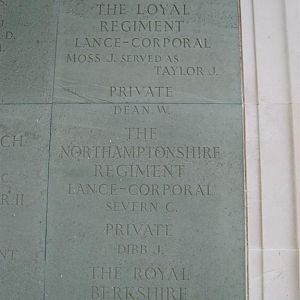 THE LOYAL
REGIMENT
LANCE-CORPORAL
MOSS J. SERVED AS
TAYLOR J.
PRIVATE
DEAN W.
THE
NORTHAMPTONSHIRE
REGIMENT
LANCE-CORPORAL
SEVERN C.
PRIVATE
DIBB J.
THE ROYAL
BERKSHIRE